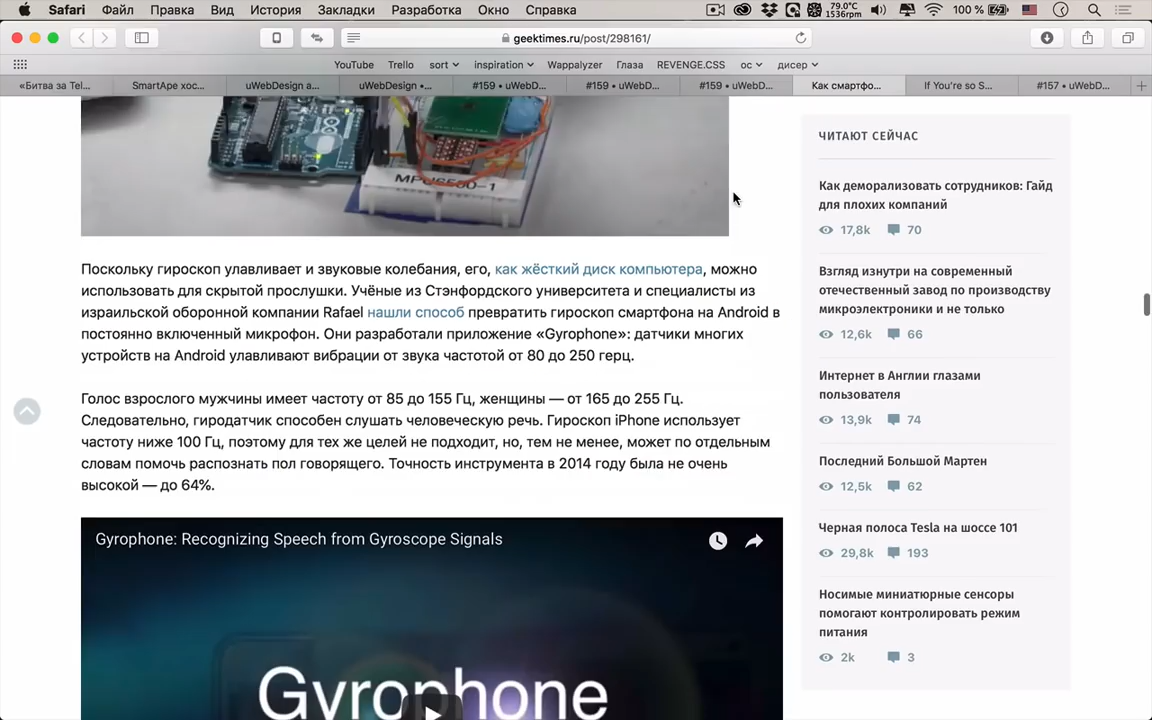 Safari Файл Правка Вид История Закладки Разработка Окно Справка
79.0°C
1536rpm
100 %
geektimes.ru/post/298161/
YouTube Trello sort inspiration Wappalyzer Глаза REVENGE.CSS ос дисер
«Битва за Tel... SmartApe хос... uWebDesign а... uWebDesign •... #159 • uWebD... #159 • uWebD... #159 • uWebD... Как смартфо... If You're so S... #157 • uWebD...
MPU6500-1
Поскольку гироскоп улавливает и звуковые колебания, его, как жёсткий диск компьютера, можно
использовать для скрытой прослушки. Учёные из Стэнфордского университета и специалисты из
израильской оборонной компании Rafael нашли способ превратить гироскоп смартфона на Android в
постоянно включенный микрофон. Они разработали приложение «Gyrophone»: датчики многих
устройств на Android улавливают вибрации от звука частотой от 80 до 250 герц.
Голос взрослого мужчины имеет частоту от 85 до 155 Гц, женщины — от 165 до 255 Гц.
Следовательно, гиродатчик способен слушать человеческую речь. Гироскоп iPhone использует
частоту ниже 100 Гц, поэтому для тех же целей не подходит, но, тем не менее, может по отдельным
словам помочь распознать пол говорящего. Точность инструмента в 2014 году была не очень
высокой — до 64%.
Gyrophone: Recognizing Speech from Gyroscope Signals
Gyrophone
ЧИТАЮТ СЕЙЧАС
Как деморализовать сотрудников: Гайд
для плохих компаний
17,8k 70
Взгляд изнутри на современный
отечественный завод по производству
микроэлектроники и не только
12,6k 66
Интернет в Англии глазами
пользователя
13,9k 74
Последний Большой Мартен
12,5k 62
Черная полоса Tesla на шоссе 101
29,8k 193
Носимые миниатюрные сенсоры
помогают контролировать режим
питания
2k 3